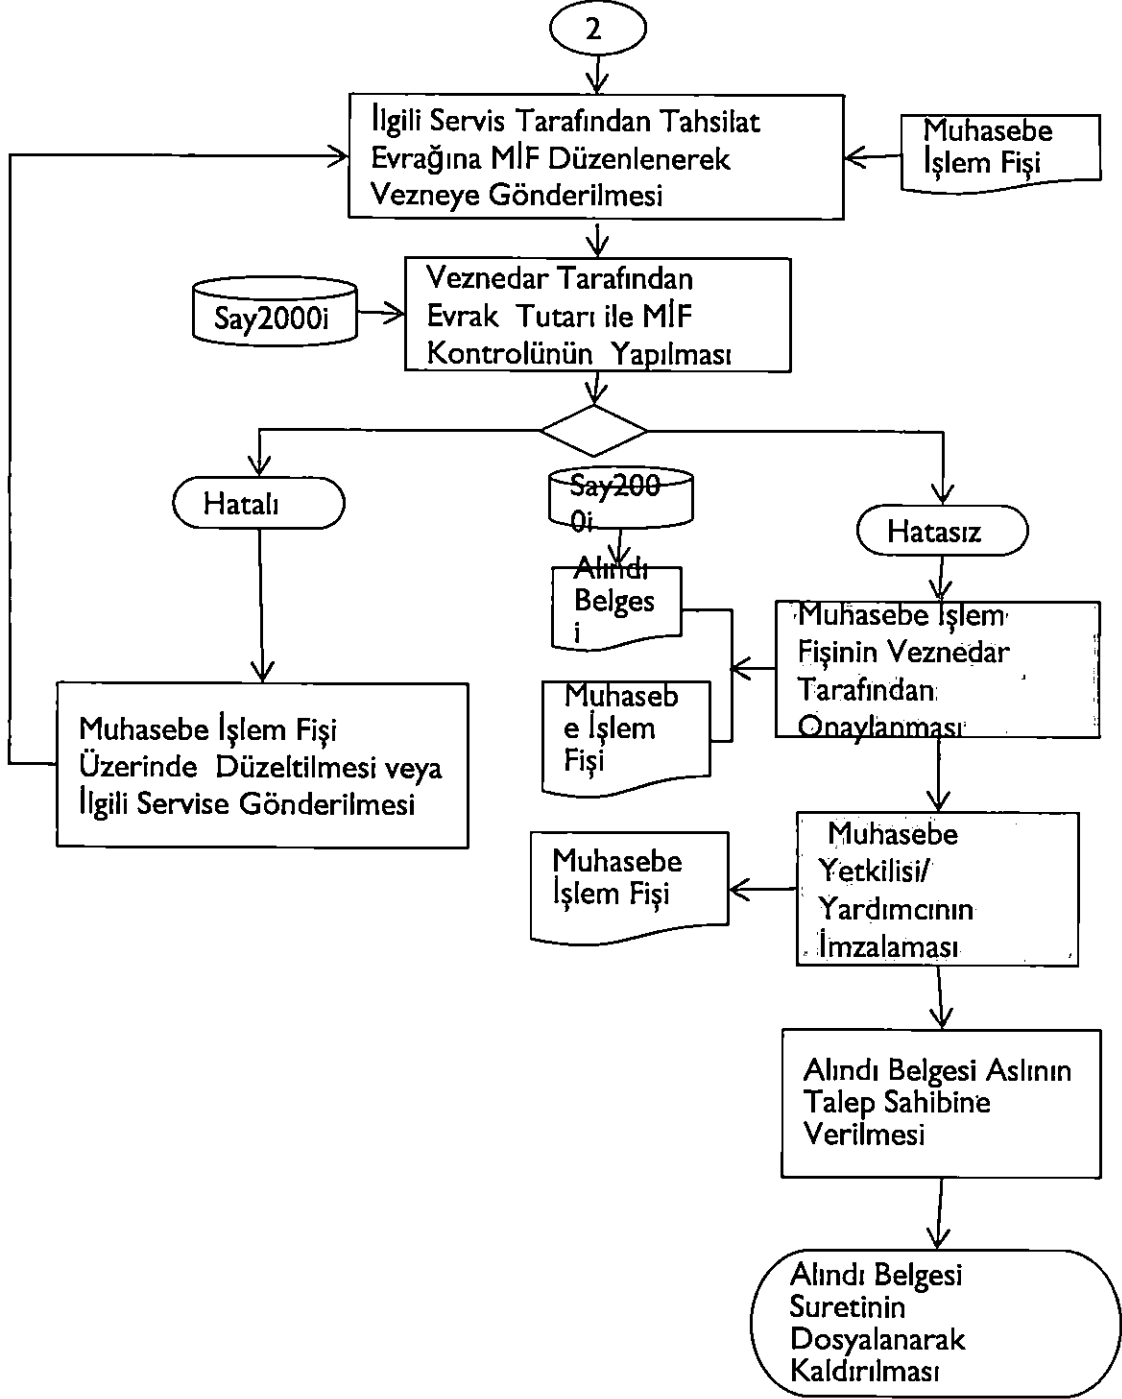 2
İlgili Servis Tarafından Tahsilat
Evrağına MİF Düzenlenerek
Vezneye Gönderilmesi
Muhasebe
İşlem Fişi
Veznedar Tarafından
Evrak Tutarı ile MİF
Kontrolünün Yapılması
Say2000i
Hatalı
Say200
0i
Hatasız
Alındı
Belges
i
Muhasebe İşlem
Fişinin Veznedar
Tarafından
Onaylanması
Muhaseb
e İşlem
Fişi
Muhasebe İşlem Fişi
Üzerinde Düzeltilmesi veya
İlgili Servise Gönderilmesi
Muhasebe
İşlem Fişi
Muhasebe
Yetkilisi/
Yardımcının
İmzalaması
Alındı Belgesi Aslının
Talep Sahibine
Verilmesi
Alındı Belgesi
Suretinin
Dosyalanarak
Kaldırılması